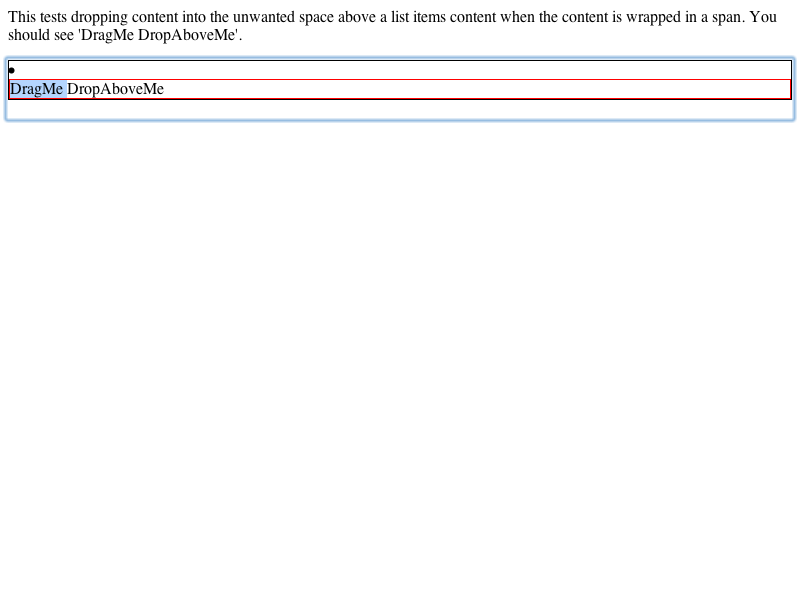 This tests dropping content into the unwanted space above a list items content when the content is wrapped in a span. You
should see 'DragMe DropAboveMe'.
•
DragMe DropAboveMe